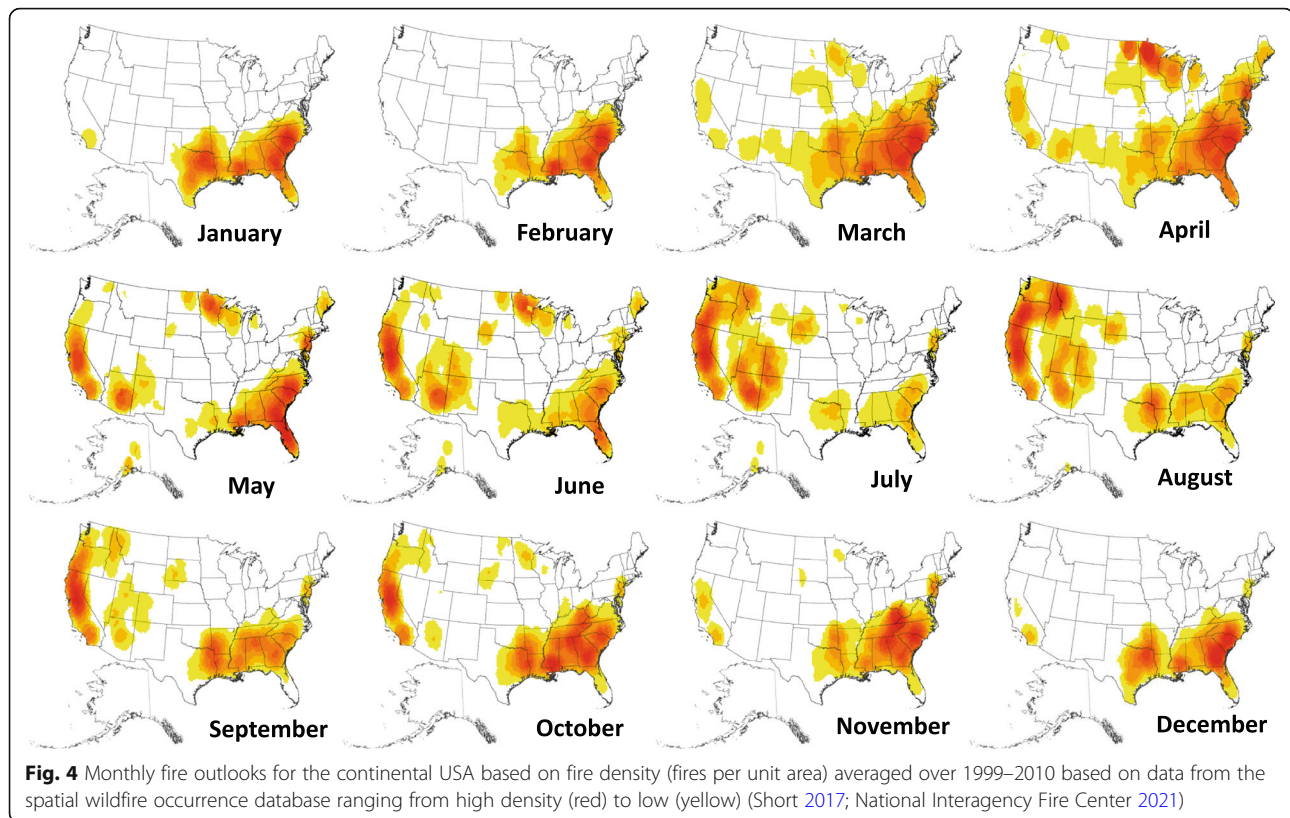 January
February
March
April
May
June
July
August
September
October
November
December
Fig. 4 Monthly fire outlooks for the continental USA based on fire density (fires per unit area) averaged over 1999–2010 based on data from the
spatial wildfire occurrence database ranging from high density (red) to low (yellow) (Short 2017; National Interagency Fire Center 2021)